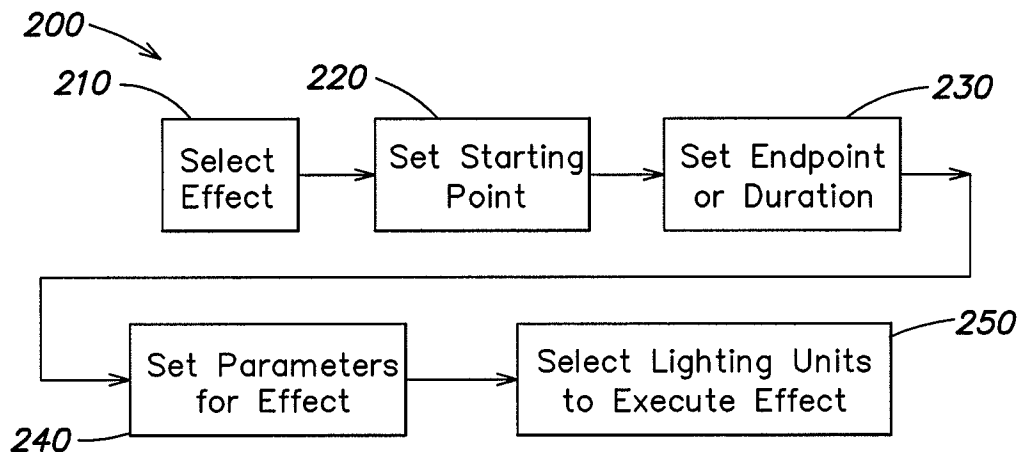 200
210
220
230
Select
Effect
Set Starting
Point
Set Endpoint
or Duration
250
Set Parameters
for Effect
Select Lighting Units
to Execute Effect
240